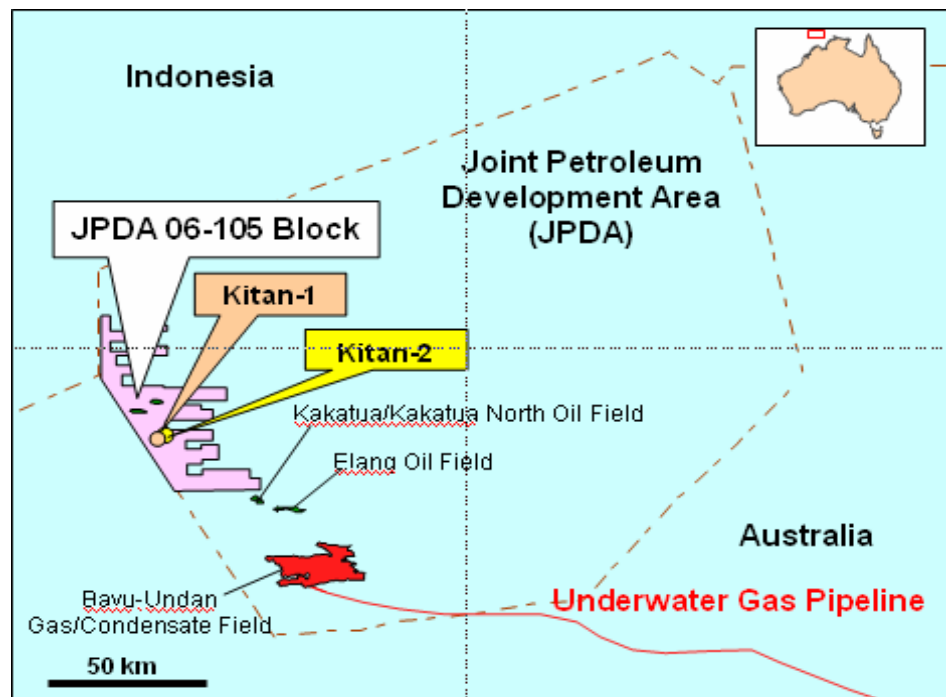 Indonesia
Joint Petroleum
Development Area
(JPDA)
JPDA 06-105 Block
Kitan-1
Kitan-2
Kakatua/Kakatua North Oil Field
Elang Oil Field
Australia
Bavu-Undan
Gas/Condensate Field
Underwater Gas Pipeline
50 km